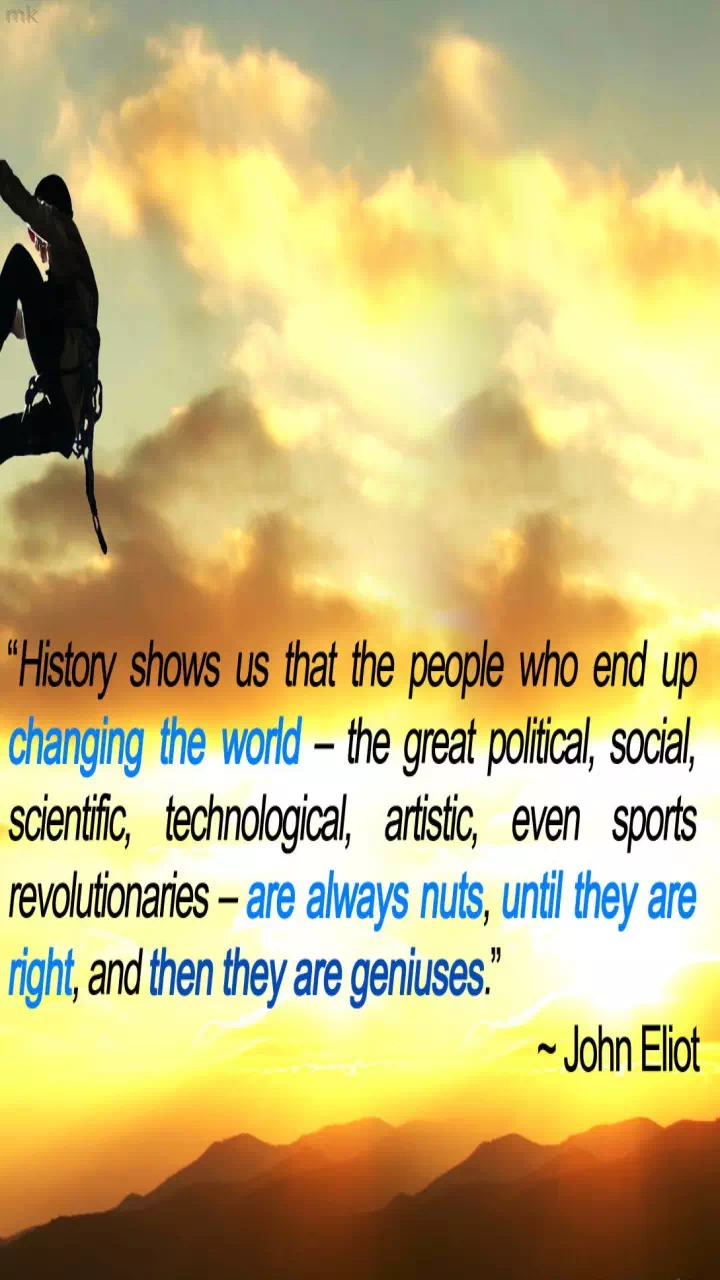 mk
“History shows us that the people who end up
changing the world – the great political, social,
scientific, technological, artistic, even sports
revolutionaries – are always nuts, until they are
right, and then they are geniuses.”
~ John Eliot